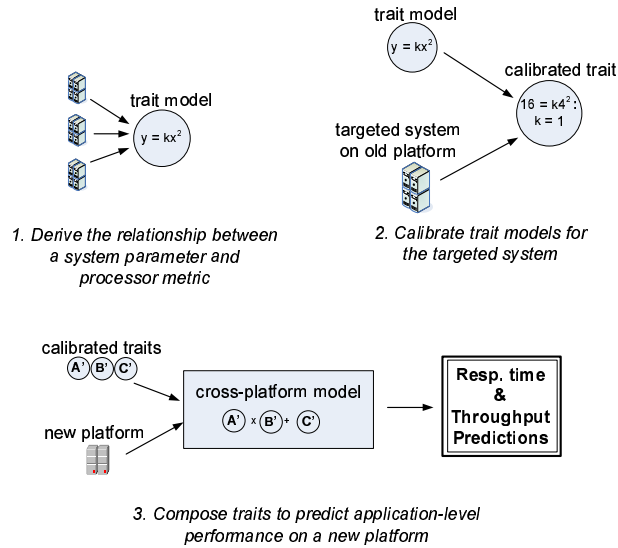 trait model
y = kx²
1. Derive the relationship between
a system parameter and
processor metric
trait model
y = kx²
calibrated trait
16 = k4²:
k = 1
targeted system
on old platform
2. Calibrate trait models for
the targeted system
calibrated traits
A' B' C'
new platform
cross-platform model
A' x B' + C'
Resp. time
&
Throughput
Predictions
3. Compose traits to predict application-level
performance on a new platform